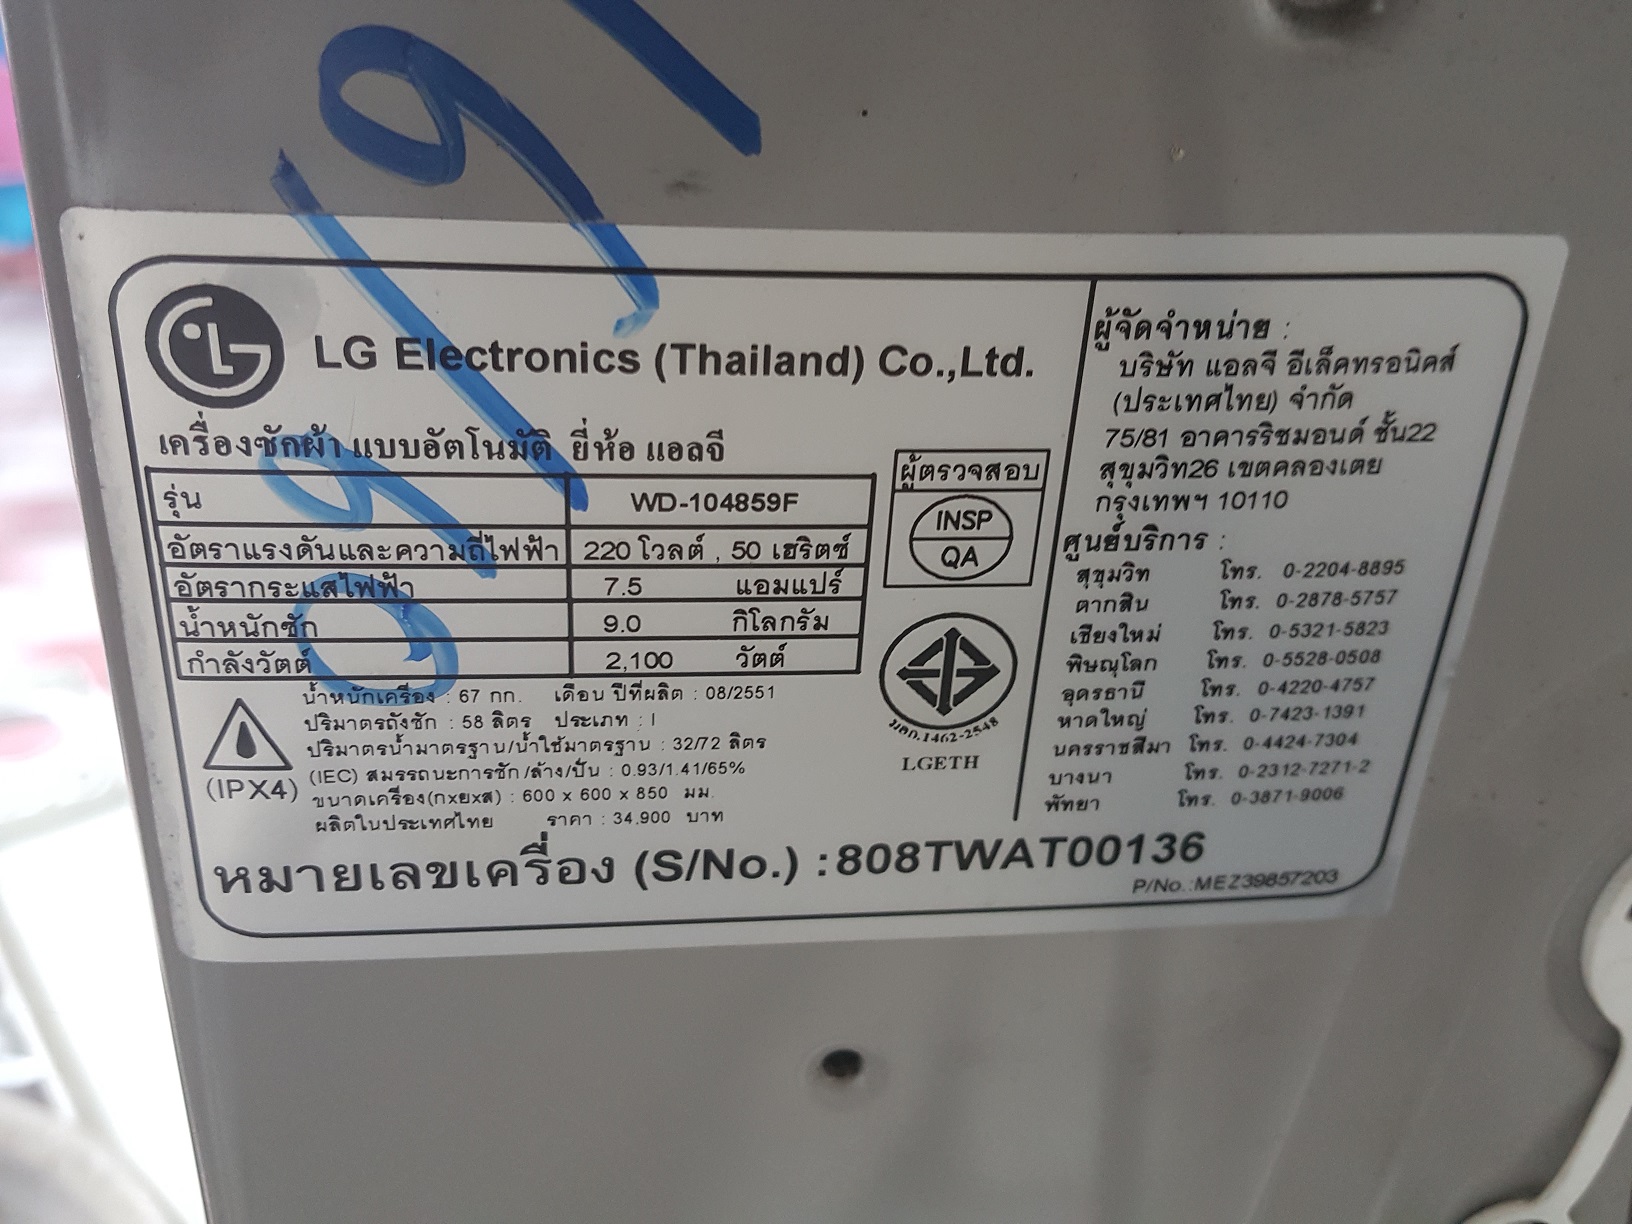 LG
LG Electronics (Thailand) Co.,Ltd.
เครื่องซักผ้า แบบอัตโนมัติ ยี่ห้อ แอลจี
รุ่น WD-104859F
อัตราแรงดันและความถี่ไฟฟ้า 220 โวลต์ , 50 เฮริตซ์
อัตรากระแสไฟฟ้า 7.5 แอมแปร์
น้ำหนักซัก 9.0 กิโลกรัม
กำลังวัตต์ 2,100 วัตต์
(IPX4)
น้ำหนักเครื่อง : 67 กก. เดือน ปีที่ผลิต : 08/2551
ปริมาตรถังซัก : 58 ลิตร ประเภท : I
ปริมาตรน้ำมาตรฐาน/น้ำใช้มาตรฐาน : 32/72 ลิตร
(IEC) สมรรถนะการซัก/ล้าง/ปั่น : 0.93/1.41/65%
ขนาดเครื่อง(กxยxส) : 600 x 600 x 850 มม.
ผลิตในประเทศไทย ราคา : 34,900 บาท
ผู้ตรวจสอบ
INSP
QA
มอก.1462-2548
LGETH
ผู้จัดจำหน่าย :
บริษัท แอลจี อีเล็คทรอนิคส์
(ประเทศไทย) จำกัด
75/81 อาคารริชมอนด์ ชั้น22
สุขุมวิท26 เขตคลองเตย
กรุงเทพฯ 10110
ศูนย์บริการ :
สุขุมวิท โทร. 0-2204-8895
ตากสิน โทร. 0-2878-5757
เชียงใหม่ โทร. 0-5321-5823
พิษณุโลก โทร. 0-5528-0508
อุดรธานี โทร. 0-4220-4757
หาดใหญ่ โทร. 0-7423-1391
นครราชสีมา โทร. 0-4424-7304
บางนา โทร. 0-2312-7271-2
พัทยา โทร. 0-3871-9006
หมายเลขเครื่อง (S/No.) :808TWAT00136
P/No.:MEZ39857203